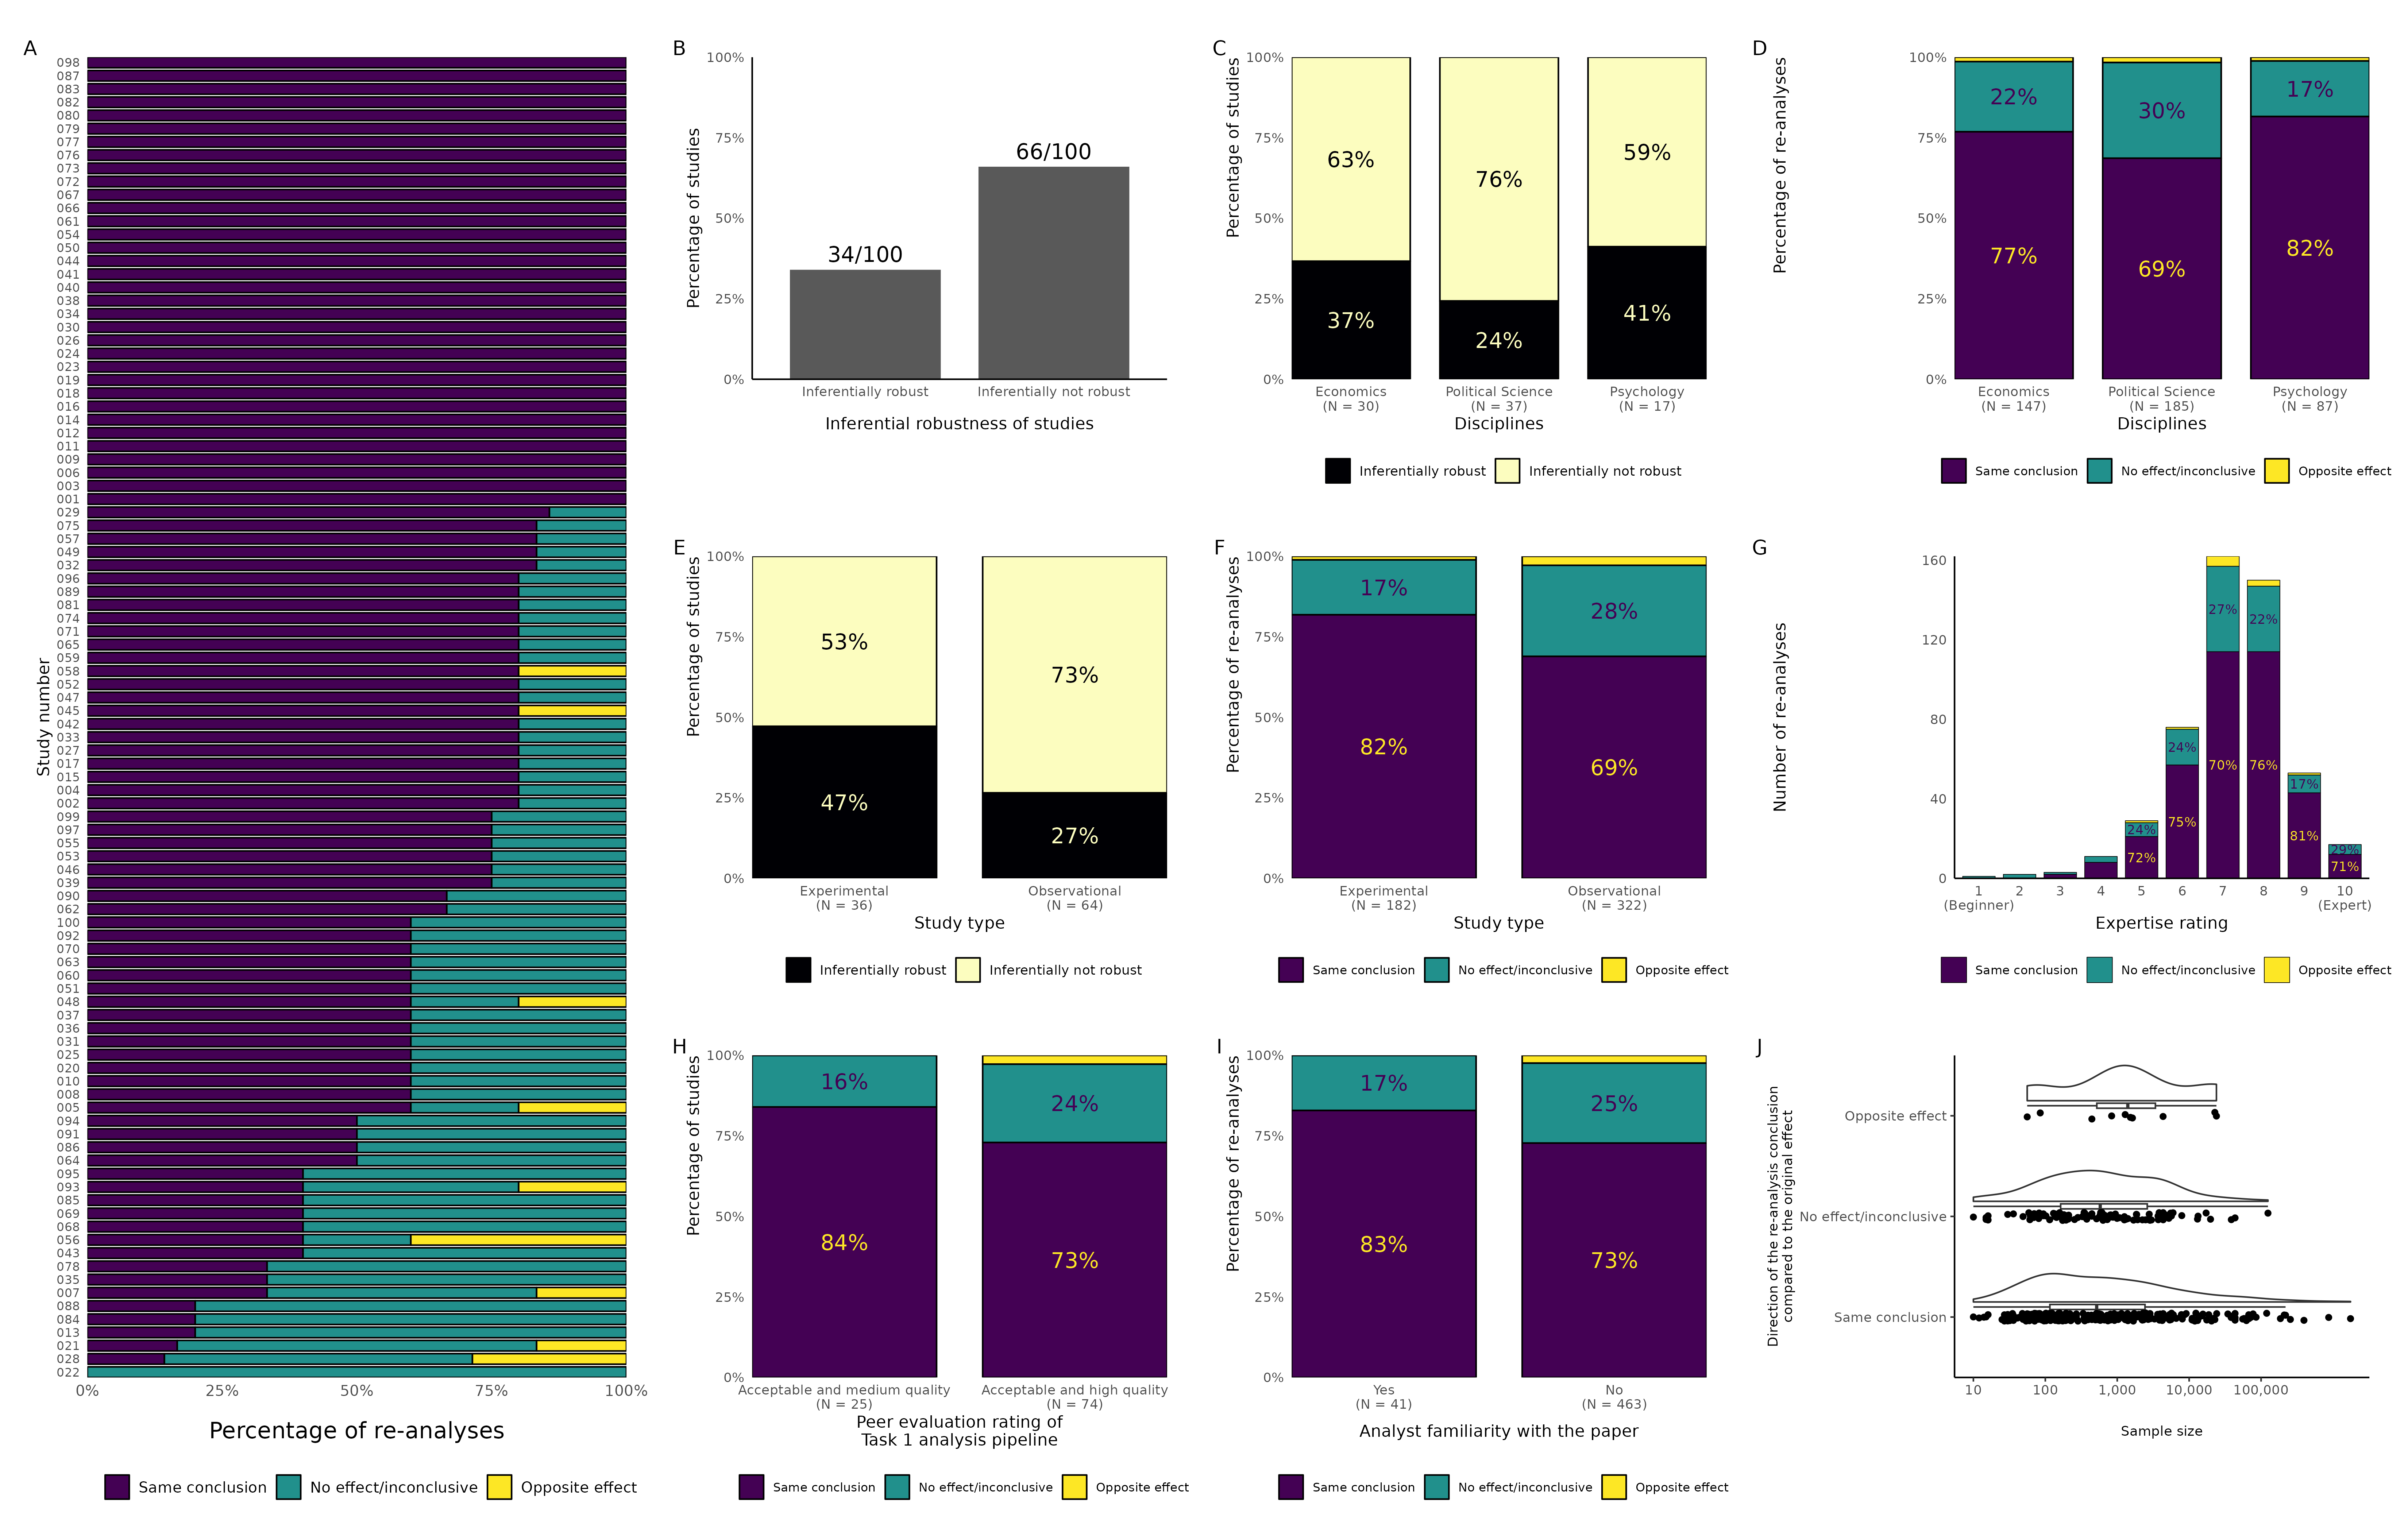 A
Study number
098
087
083
082
080
079
077
076
073
072
067
066
061
054
050
044
041
040
038
034
030
026
024
023
019
018
016
014
012
011
009
006
003
001
029
075
057
049
032
096
089
081
074
071
065
059
058
052
047
045
042
033
027
017
015
004
002
099
097
055
053
046
039
090
062
100
092
070
063
060
051
048
037
036
031
025
020
010
008
005
094
091
086
064
095
093
085
069
068
056
043
078
035
007
088
084
013
021
028
022
0% 25% 50% 75% 100%
Percentage of re-analyses
Same conclusion No effect/inconclusive Opposite effect
B
Percentage of studies
100%
75%
50%
25%
0%
34/100 66/100
Inferentially robust Inferentially not robust
Inferential robustness of studies
C
Percentage of studies
100%
75%
50%
25%
0%
63% 76% 59%
37% 24% 41%
Economics Political Science Psychology
(N = 30) (N = 37) (N = 17)
Disciplines
Inferentially robust Inferentially not robust
D
Percentage of re-analyses
100%
75%
50%
25%
0%
22% 30% 17%
77% 69% 82%
Economics Political Science Psychology
(N = 147) (N = 185) (N = 87)
Disciplines
Same conclusion No effect/inconclusive Opposite effect
E
Percentage of studies
100%
75%
50%
25%
0%
53% 73%
47% 27%
Experimental Observational
(N = 36) (N = 64)
Study type
Inferentially robust Inferentially not robust
F
Percentage of re-analyses
100%
75%
50%
25%
0%
17% 28%
82% 69%
Experimental Observational
(N = 182) (N = 322)
Study type
Same conclusion No effect/inconclusive Opposite effect
G
Number of re-analyses
160
120
80
40
0
24% 24% 27% 22% 17% 29%
72% 75% 70% 76% 81% 71%
1 2 3 4 5 6 7 8 9 10
(Beginner) (Expert)
Expertise rating
Same conclusion No effect/inconclusive Opposite effect
H
Percentage of studies
100%
75%
50%
25%
0%
16% 24%
84% 73%
Acceptable and medium quality Acceptable and high quality
(N = 25) (N = 74)
Peer evaluation rating of
Task 1 analysis pipeline
Same conclusion No effect/inconclusive Opposite effect
I
Percentage of re-analyses
100%
75%
50%
25%
0%
17% 25%
83% 73%
Yes No
(N = 41) (N = 463)
Analyst familiarity with the paper
Same conclusion No effect/inconclusive Opposite effect
J
Direction of the re-analysis conclusion
compared to the original effect
Opposite effect
No effect/inconclusive
Same conclusion
10 100 1,000 10,000 100,000
Sample size